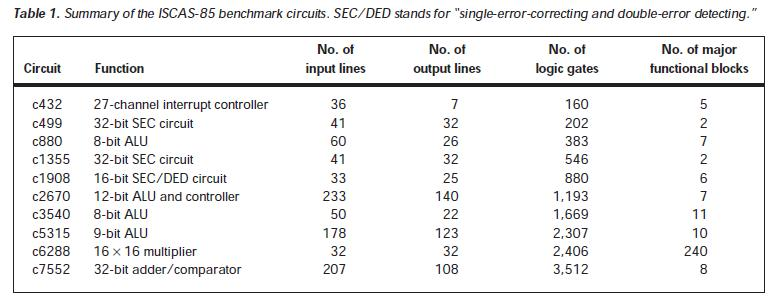 Table 1. Summary of the ISCAS-85 benchmark circuits. SEC/DED stands for "single-error-correcting and double-error detecting."
No. of No. of No. of No. of major
Circuit Function input lines output lines logic gates functional blocks
c432 27-channel interrupt controller 36 7 160 5
c499 32-bit SEC circuit 41 32 202 2
c880 8-bit ALU 60 26 383 7
c1355 32-bit SEC circuit 41 32 546 2
c1908 16-bit SEC/DED circuit 33 25 880 6
c2670 12-bit ALU and controller 233 140 1,193 7
c3540 8-bit ALU 50 22 1,669 11
c5315 9-bit ALU 178 123 2,307 10
c6288 16 × 16 multiplier 32 32 2,406 240
c7552 32-bit adder/comparator 207 108 3,512 8